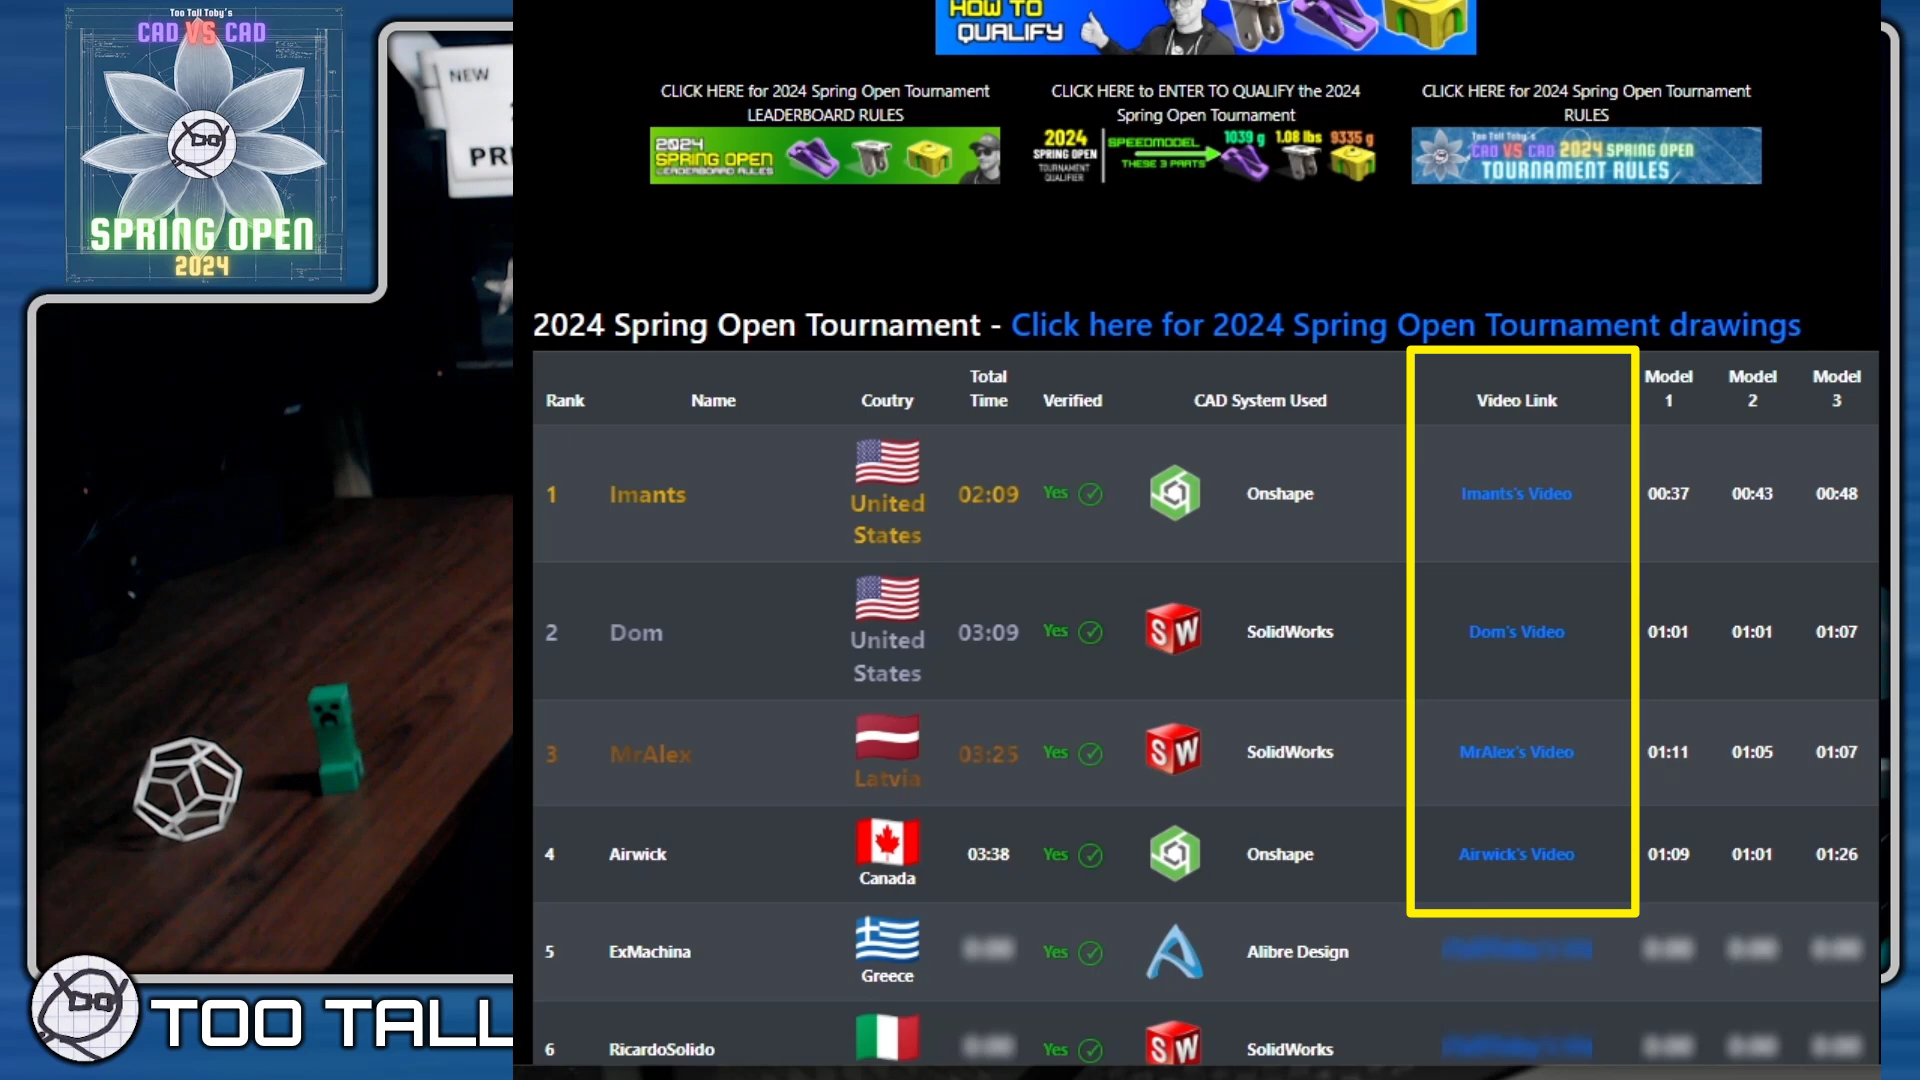 Too Tall Toby's
CAD VS CAD
SPRING OPEN
2024
NEW
PRI
HOW TO
QUALIFY
CLICK HERE for 2024 Spring Open Tournament
LEADERBOARD RULES
2024
SPRING OPEN
LEADERBOARD RULES
CLICK HERE to ENTER TO QUALIFY the 2024
Spring Open Tournament
2024
SPRING OPEN
TOURNAMENT
QUALIFIER
SPEEDMODEL
THESE 3 PARTS
1039 g 1.08 lbs 9335 g
CLICK HERE for 2024 Spring Open Tournament
RULES
Too Tall Toby's
CAD VS CAD 2024 SPRING OPEN
TOURNAMENT RULES
2024 Spring Open Tournament - Click here for 2024 Spring Open Tournament drawings
Rank Name Coutry Total Time Verified CAD System Used Video Link Model 1 Model 2 Model 3
1 Imants United States 02:09 Yes Onshape Imants's Video 00:37 00:43 00:48
2 Dom United States 03:09 Yes SW SolidWorks Dom's Video 01:01 01:01 01:07
3 MrAlex Latvia 03:25 Yes SW SolidWorks MrAlex's Video 01:11 01:05 01:07
4 Airwick Canada 03:38 Yes Onshape Airwick's Video 01:09 01:01 01:26
5 ExMachina Greece Yes Alibre Design
6 RicardoSolido Yes SW SolidWorks
TOO TALL